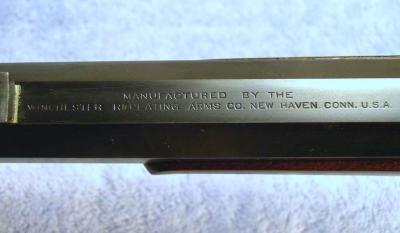 MANUFACTURED BY THE
WINCHESTER REPEATING ARMS CO. NEW HAVEN. CONN. U.S.A.